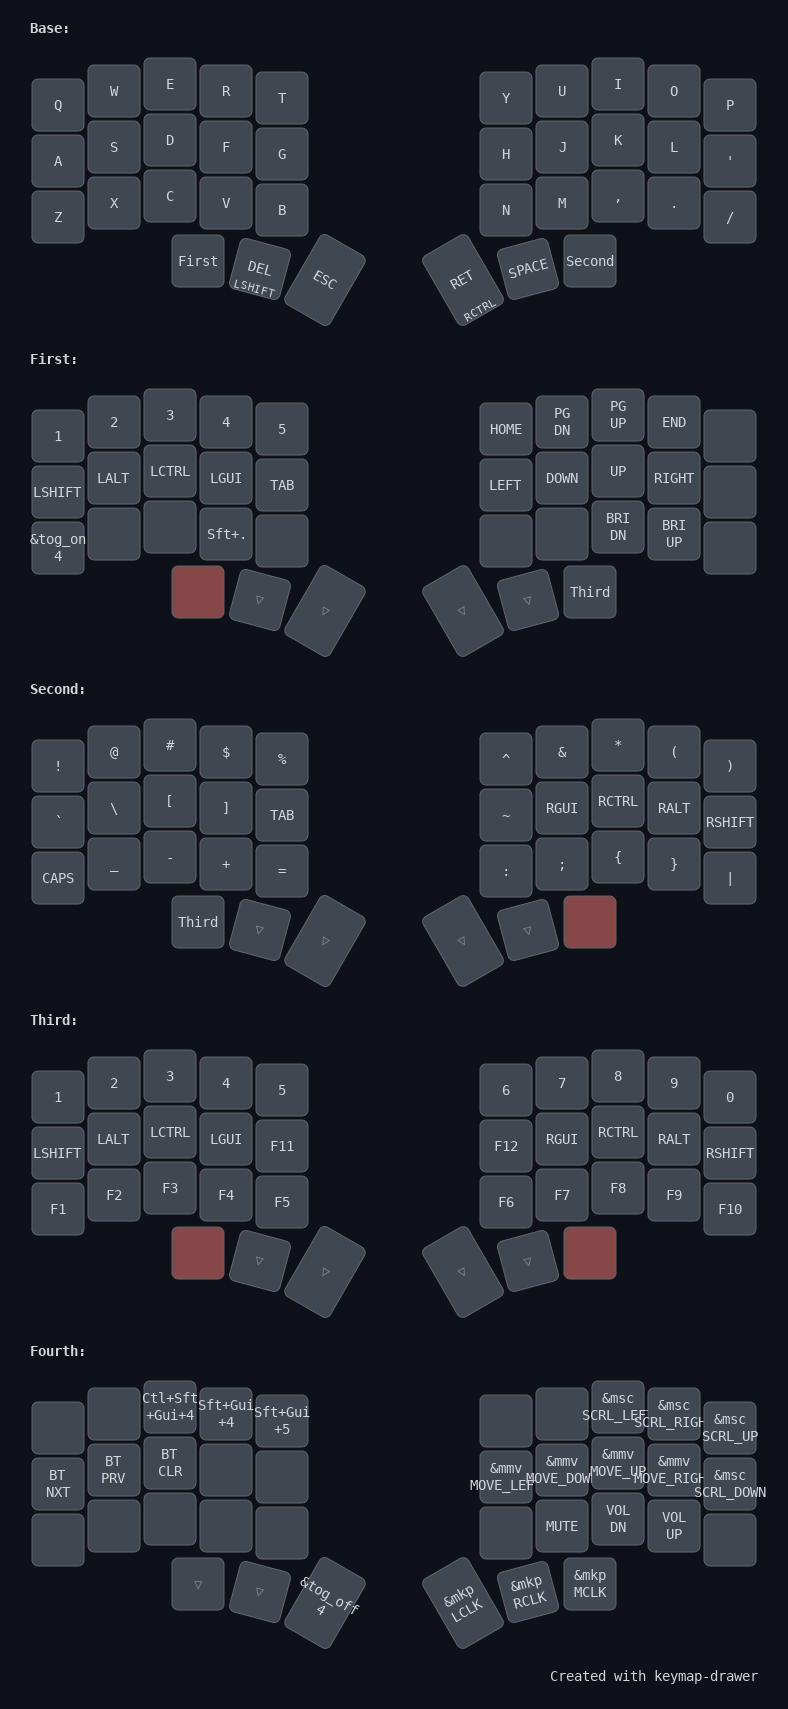 Base:
Q W E R T Y U I O P
A S D F G H J K L '
Z X C V B N M , . /
First DEL LSHIFT ESC RET RCTRL SPACE Second
First:
1 2 3 4 5 HOME PG DN PG UP END
LSHIFT LALT LCTRL LGUI TAB LEFT DOWN UP RIGHT
&tog_on 4 Sft+. BRI DN BRI UP
▽ ▷ ◁ ▽ Third
Second:
! @ # $ % ^ & * ( )
` \ [ ] TAB ~ RGUI RCTRL RALT RSHIFT
CAPS _ - + = : ; { } |
Third ▽ ▷ ◁ ▽
Third:
1 2 3 4 5 6 7 8 9 0
LSHIFT LALT LCTRL LGUI F11 F12 RGUI RCTRL RALT RSHIFT
F1 F2 F3 F4 F5 F6 F7 F8 F9 F10
▽ ▷ ◁ ▽
Fourth:
Ctl+Sft +Gui+4 Sft+Gui +4 Sft+Gui +5 &msc SCRL_LEF &msc SCRL_RIGH &msc SCRL_UP
BT NXT BT PRV BT CLR &mmv MOVE_LEF &mmv MOVE_DOW &mmv MOVE_UP &mmv MOVE_RIGH &msc SCRL_DOWN
MUTE VOL DN VOL UP
▽ ▽ &tog_off 4 &mkp LCLK &mkp RCLK &mkp MCLK
Created with keymap-drawer